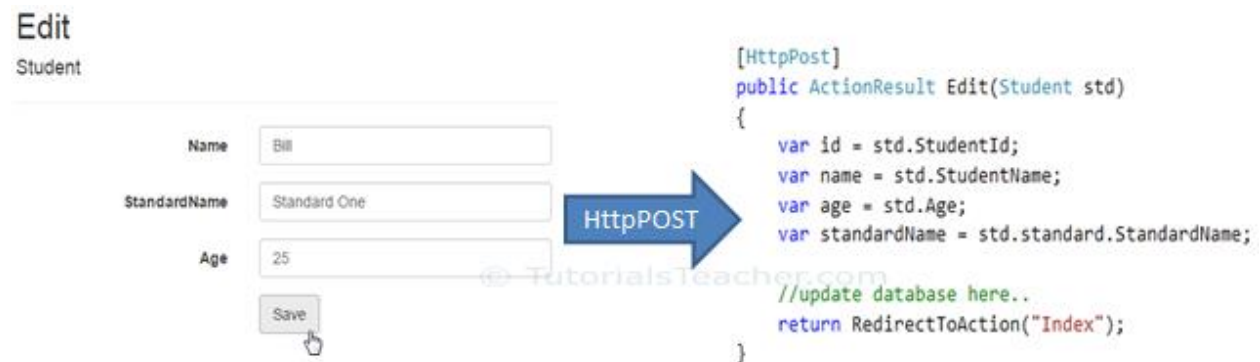 Edit
Student
Name
Bill
StandardName
Standard One
Age
25
Save
HttpPOST
[HttpPost]
public ActionResult Edit(Student std)
{
var id = std.StudentId;
var name = std.StudentName;
var age = std.Age;
var standardName = std.standard.StandardName;
//update database here..
return RedirectToAction("Index");
}
© TutorialsTeacher.com